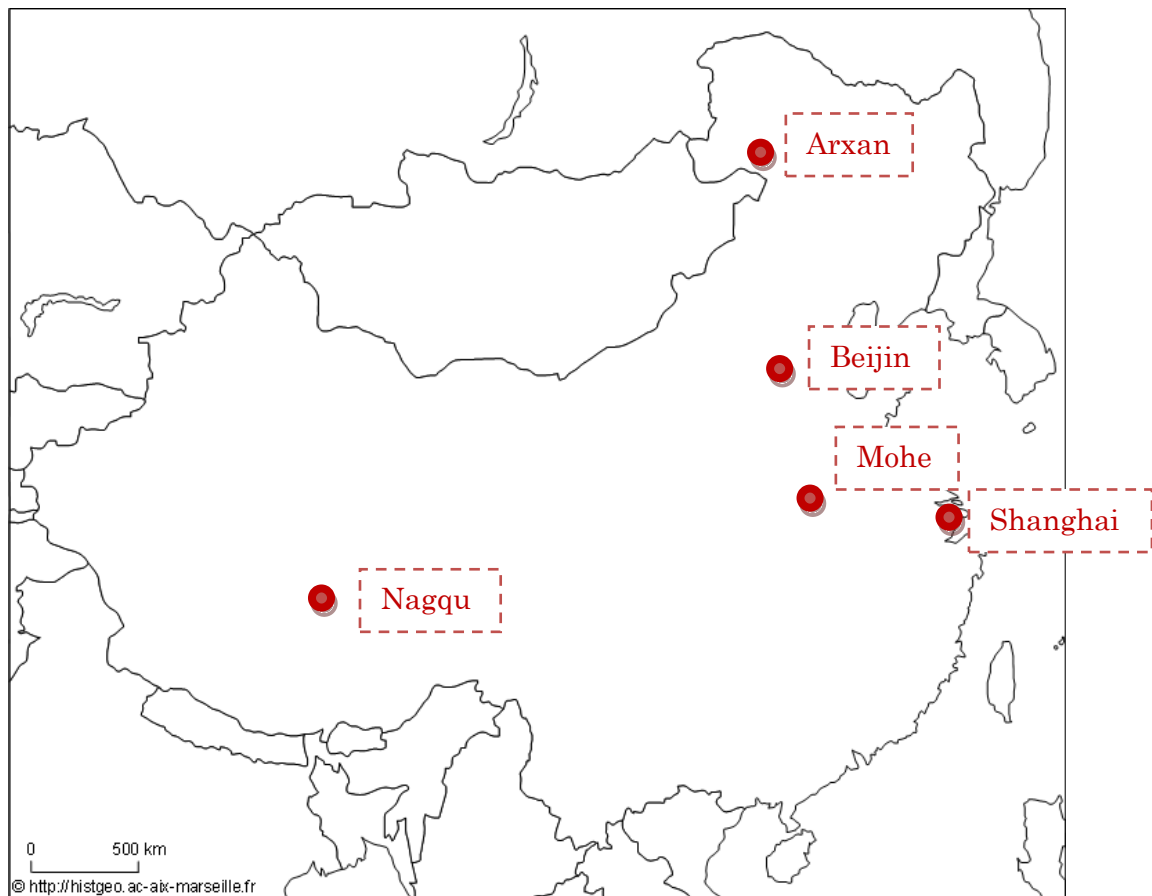 Arxan
Beijin
Mohe
Shanghai
Nagqu
0 500 km
© http://histgeo.ac-aix-marseille.fr